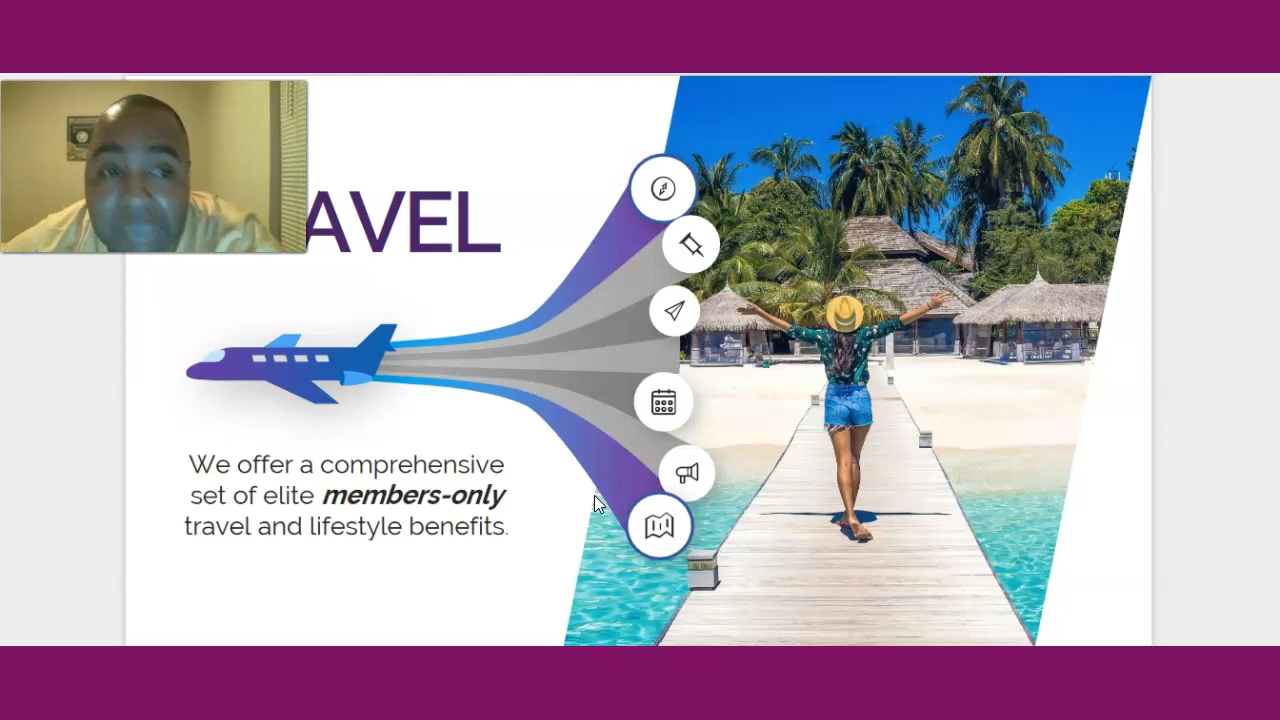 AVEL
We offer a comprehensive
set of elite members-only
travel and lifestyle benefits.